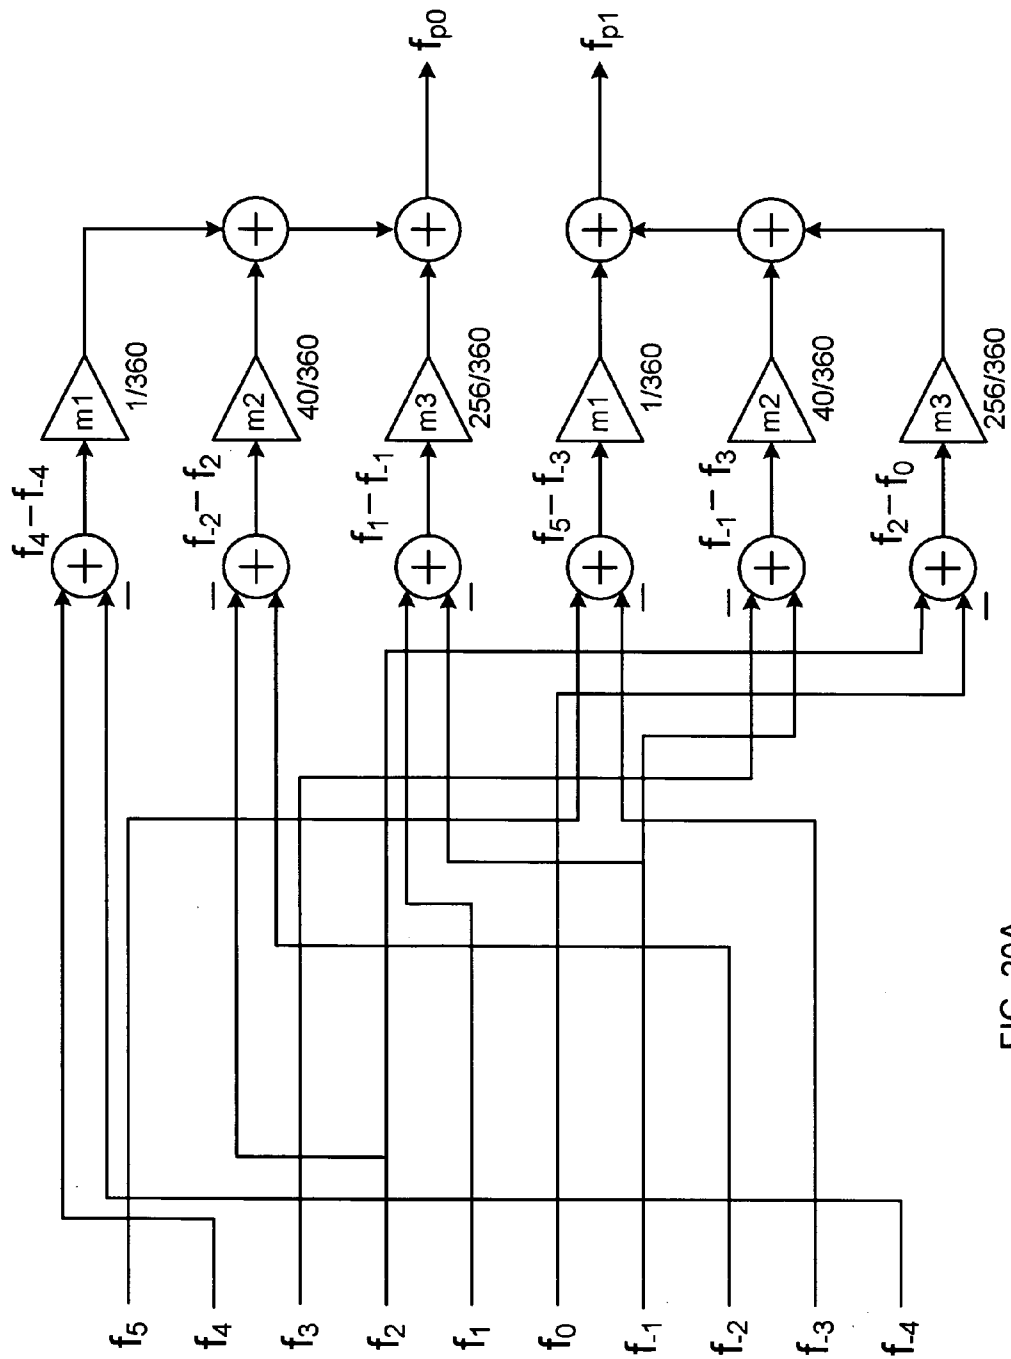 f5
f4
f3
f2
f1
f0
f-1
f-2
f-3
f-4
f4 – f-4
+
–
m1
1/360
f-2 – f2
+
–
m2
40/360
+
f1 – f-1
+
–
m3
256/360
+
fp0
f5 – f-3
+
–
m1
1/360
+
fp1
f-1 – f3
+
–
m2
40/360
+
f2 – f0
+
–
m3
256/360